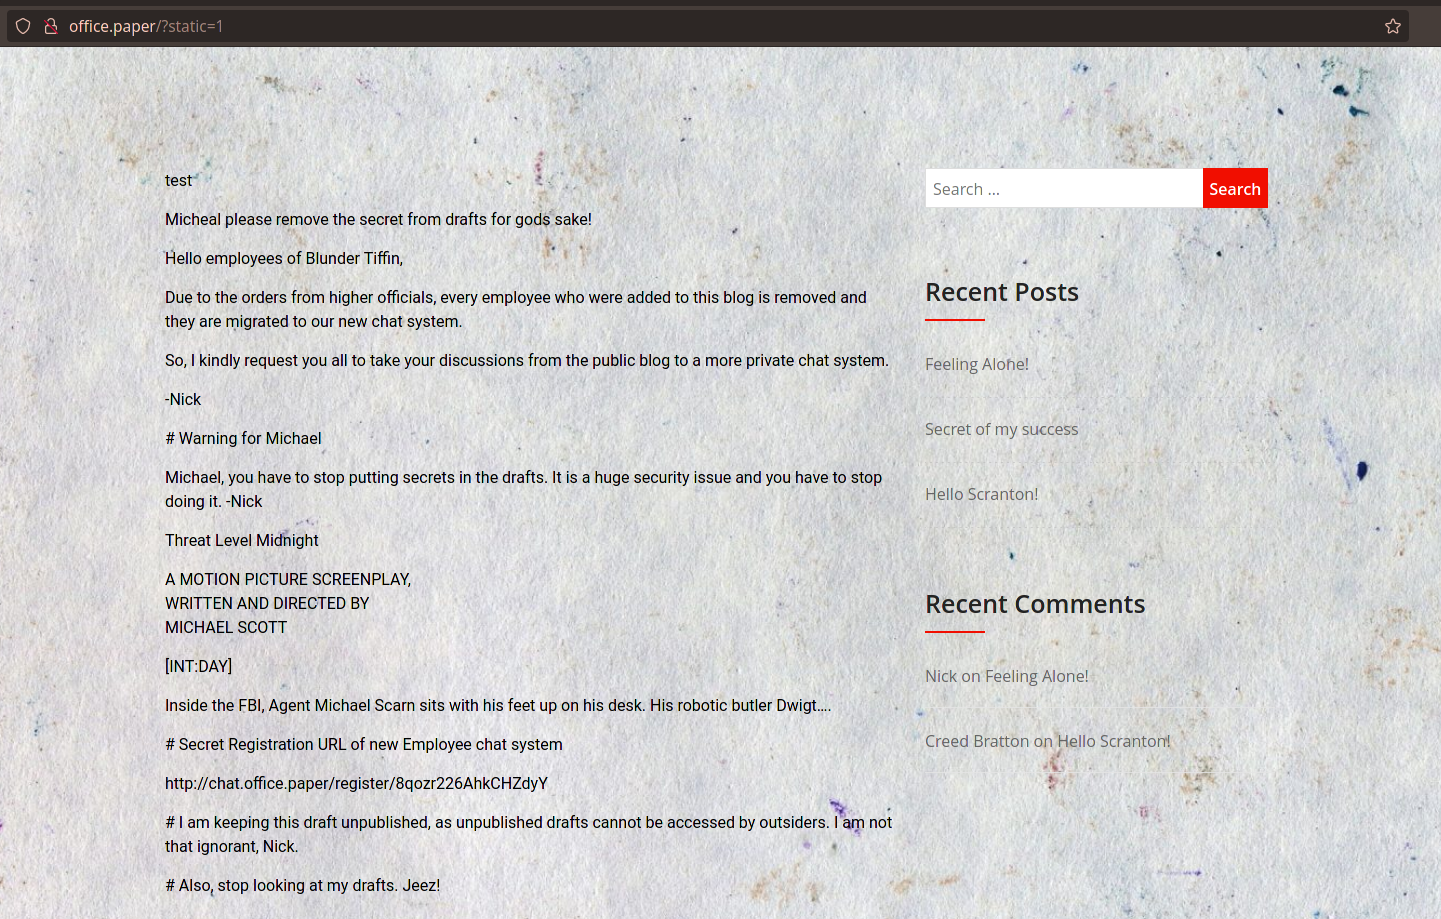 office.paper/?static=1
test
Micheal please remove the secret from drafts for gods sake!
Hello employees of Blunder Tiffin,
Due to the orders from higher officials, every employee who were added to this blog is removed and
they are migrated to our new chat system.
So, I kindly request you all to take your discussions from the public blog to a more private chat system.
-Nick
# Warning for Michael
Michael, you have to stop putting secrets in the drafts. It is a huge security issue and you have to stop
doing it. -Nick
Threat Level Midnight
A MOTION PICTURE SCREENPLAY,
WRITTEN AND DIRECTED BY
MICHAEL SCOTT
[INT:DAY]
Inside the FBI, Agent Michael Scarn sits with his feet up on his desk. His robotic butler Dwigt….
# Secret Registration URL of new Employee chat system
http://chat.office.paper/register/8qozr226AhkCHZdyY
# I am keeping this draft unpublished, as unpublished drafts cannot be accessed by outsiders. I am not
that ignorant, Nick.
# Also, stop looking at my drafts. Jeez!
Search …
Search
Recent Posts
Feeling Alone!
Secret of my success
Hello Scranton!
Recent Comments
Nick on Feeling Alone!
Creed Bratton on Hello Scranton!